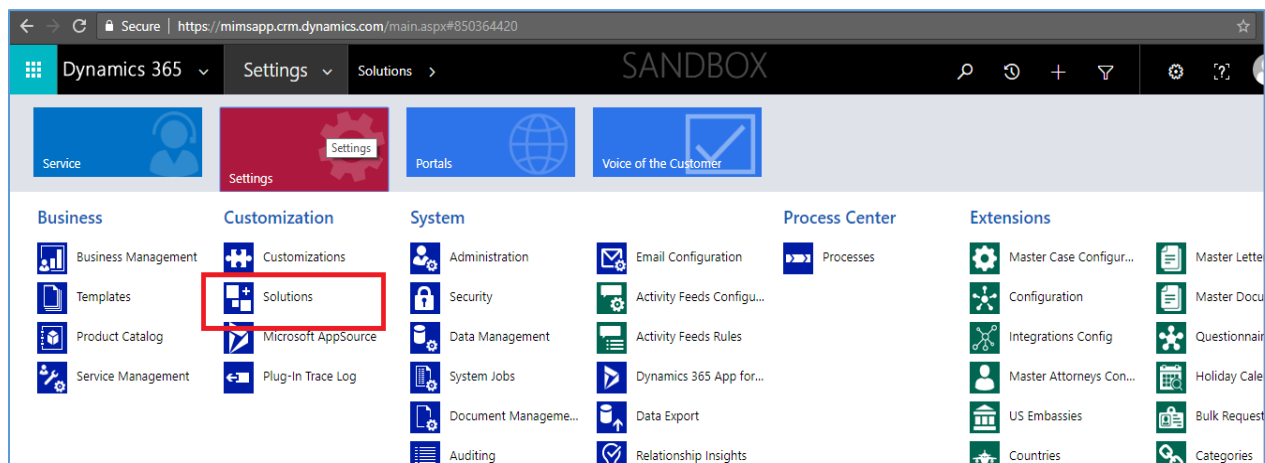 Secure | https://mimsapp.crm.dynamics.com/main.aspx#850364420
Dynamics 365 Settings Solutions > SANDBOX
Service Settings Settings Portals Voice of the Customer
Business Customization System Process Center Extensions
Business Management Customizations Administration Email Configuration Processes Master Case Configur... Master Lette
Templates Solutions Security Activity Feeds Configu... Configuration Master Docu
Product Catalog Microsoft AppSource Data Management Activity Feeds Rules Integrations Config Questionnair
Service Management Plug-In Trace Log System Jobs Dynamics 365 App for... Master Attorneys Con... Holiday Cale
Document Manageme... Data Export US Embassies Bulk Request
Auditing Relationship Insights Countries Categories